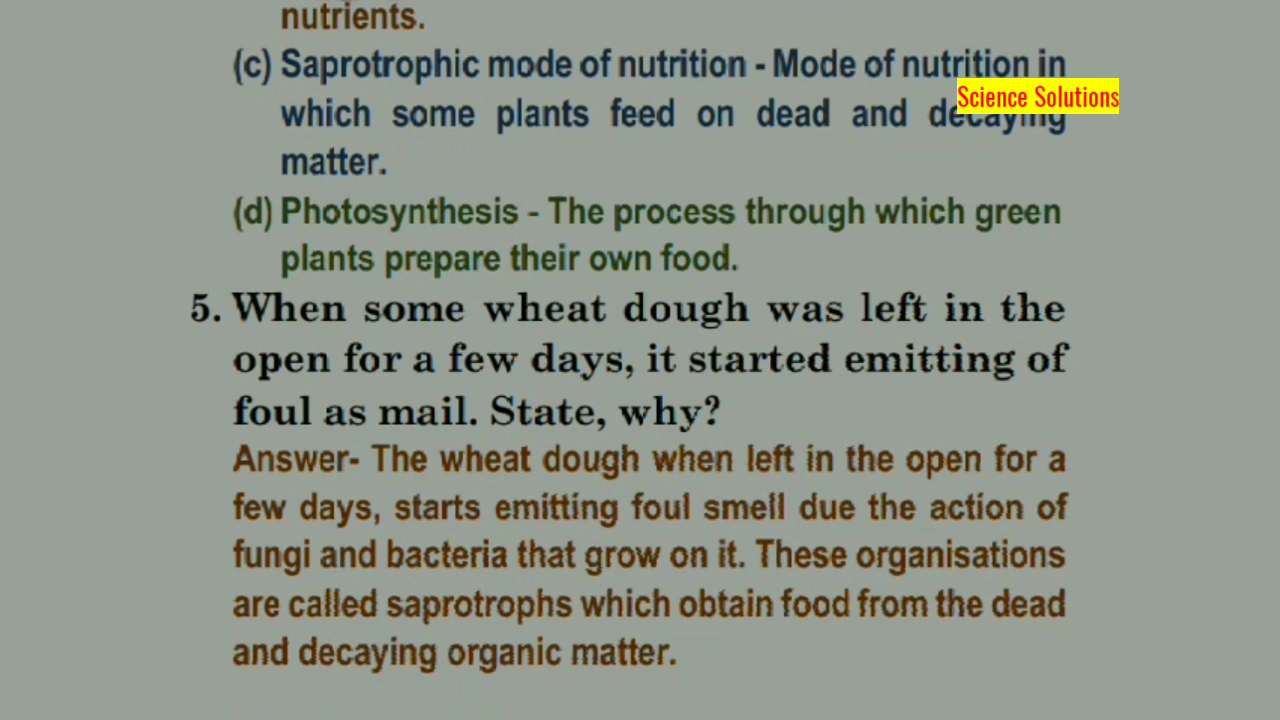 nutrients.
(c) Saprotrophic mode of nutrition - Mode of nutrition in
Science Solutions
which some plants feed on dead and decaying
matter.
(d) Photosynthesis - The process through which green
plants prepare their own food.
5. When some wheat dough was left in the
open for a few days, it started emitting of
foul as mail. State, why?
Answer- The wheat dough when left in the open for a
few days, starts emitting foul smell due the action of
fungi and bacteria that grow on it. These organisations
are called saprotrophs which obtain food from the dead
and decaying organic matter.